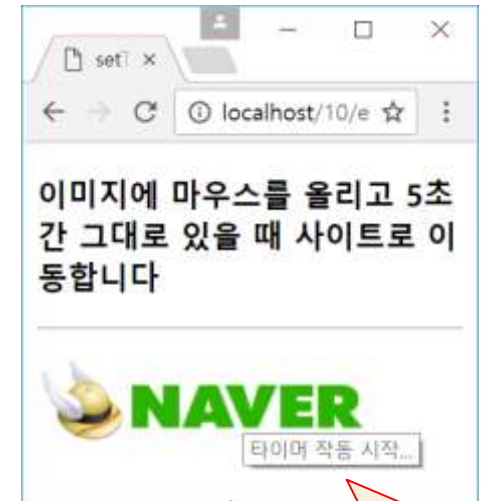 set
localhost/10/e
이미지에 마우스를 올리고 5초
간 그대로 있을 때 사이트로 이
동합니다
NAVER
타이머 작동 시작...